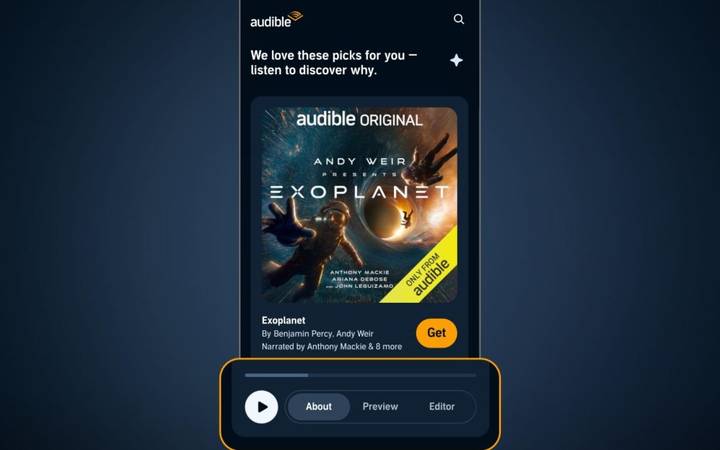 audible
We love these picks for you —
listen to discover why.
audible ORIGINAL
ANDY WEIR
PRESENTS
EXOPLANET
ANTHONY MACKIE
ARIANA DEBOSE
AND JOHN LEGUIZAMO
ONLY FROM
audible
Exoplanet
By Benjamin Percy, Andy Weir
Get
Narrated by Anthony Mackie & 8 more
About
Preview
Editor